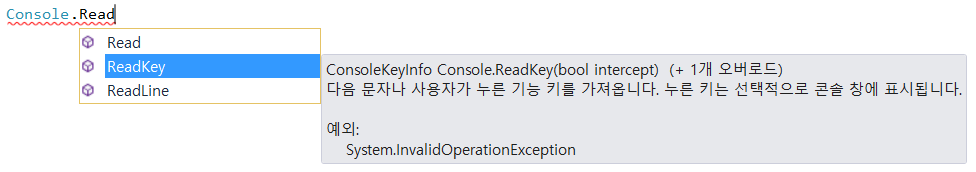 Console.Read
Read
ReadKey
ReadLine
ConsoleKeyInfo Console.ReadKey(bool intercept) (+ 1개 오버로드)
다음 문자나 사용자가 누른 기능 키를 가져옵니다. 누른 키는 선택적으로 콘솔 창에 표시됩니다.
예외:
System.InvalidOperationException